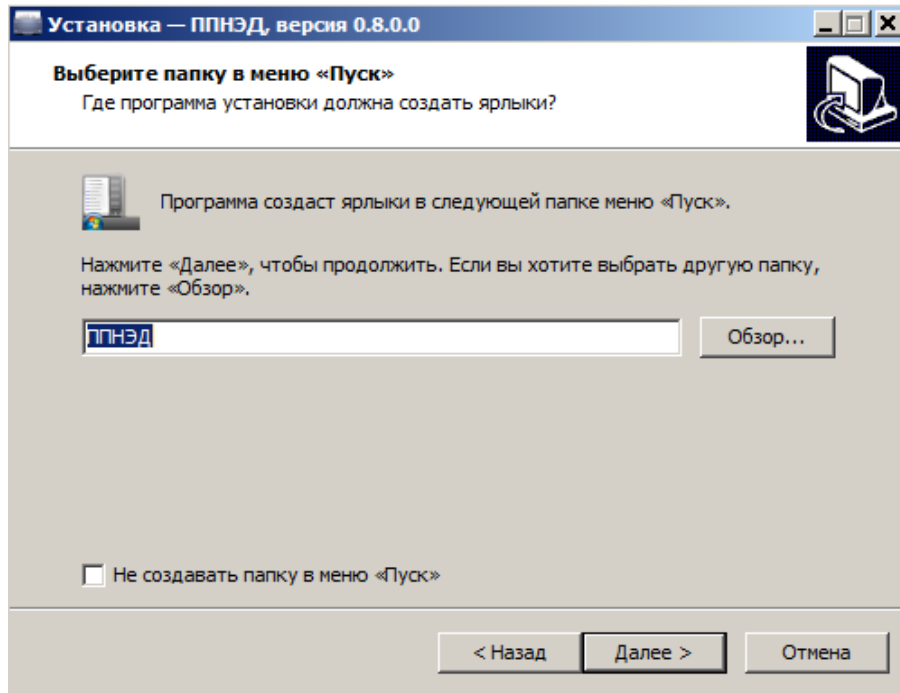 Установка — ППНЭД, версия 0.8.0.0
Выберите папку в меню «Пуск»
Где программа установки должна создать ярлыки?
Программа создаст ярлыки в следующей папке меню «Пуск».
Нажмите «Далее», чтобы продолжить. Если вы хотите выбрать другую папку,
нажмите «Обзор».
ППНЭД
Обзор...
Не создавать папку в меню «Пуск»
< Назад
Далее >
Отмена